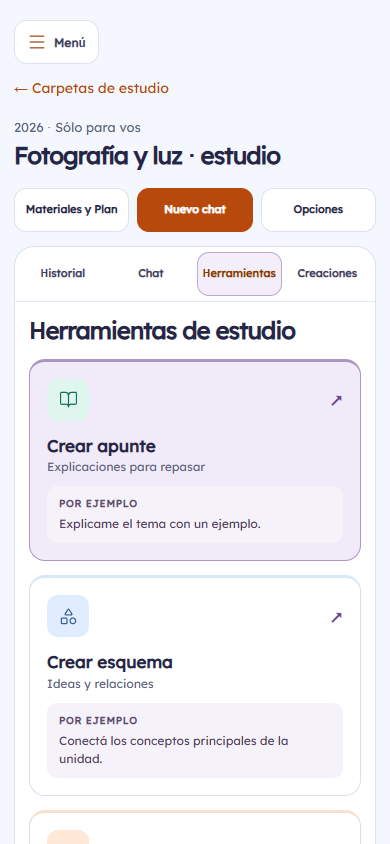 Menú
← Carpetas de estudio
2026 · Sólo para vos
Fotografía y luz · estudio
Materiales y Plan
Nuevo chat
Opciones
Historial
Chat
Herramientas
Creaciones
Herramientas de estudio
↗
Crear apunte
Explicaciones para repasar
POR EJEMPLO
Explicame el tema con un ejemplo.
↗
Crear esquema
Ideas y relaciones
POR EJEMPLO
Conectá los conceptos principales de la
unidad.